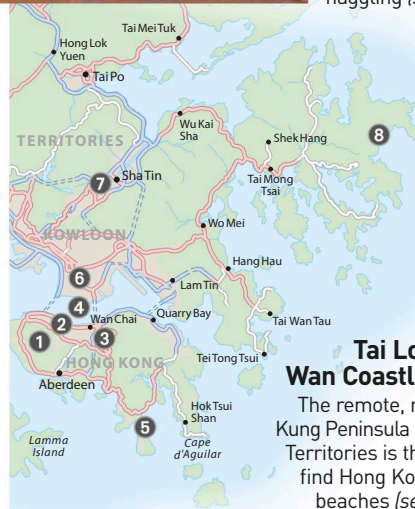 Tai Mei Tuk
Hong Lok
Yuen
Tai Po
Wu Kai
Sha
TERRITORIES
Shek Hang
8
7
Sha Tin
Tai Mong
Tsai
KOWLOON
Wo Mei
Hang Hau
6
Lam Tin
4
2
Wan Chai
Quarry Bay
Tai Wan Tau
1
3
HONG KONG
Tei Tong Tsui
Aberdeen
Hok Tsui
Shan
5
Lamma
Island
Cape
d'Aguilar
Tai Lo
Wan Coastl
The remote, r
Kung Peninsula
Territories is th
find Hong Ko
beaches (se